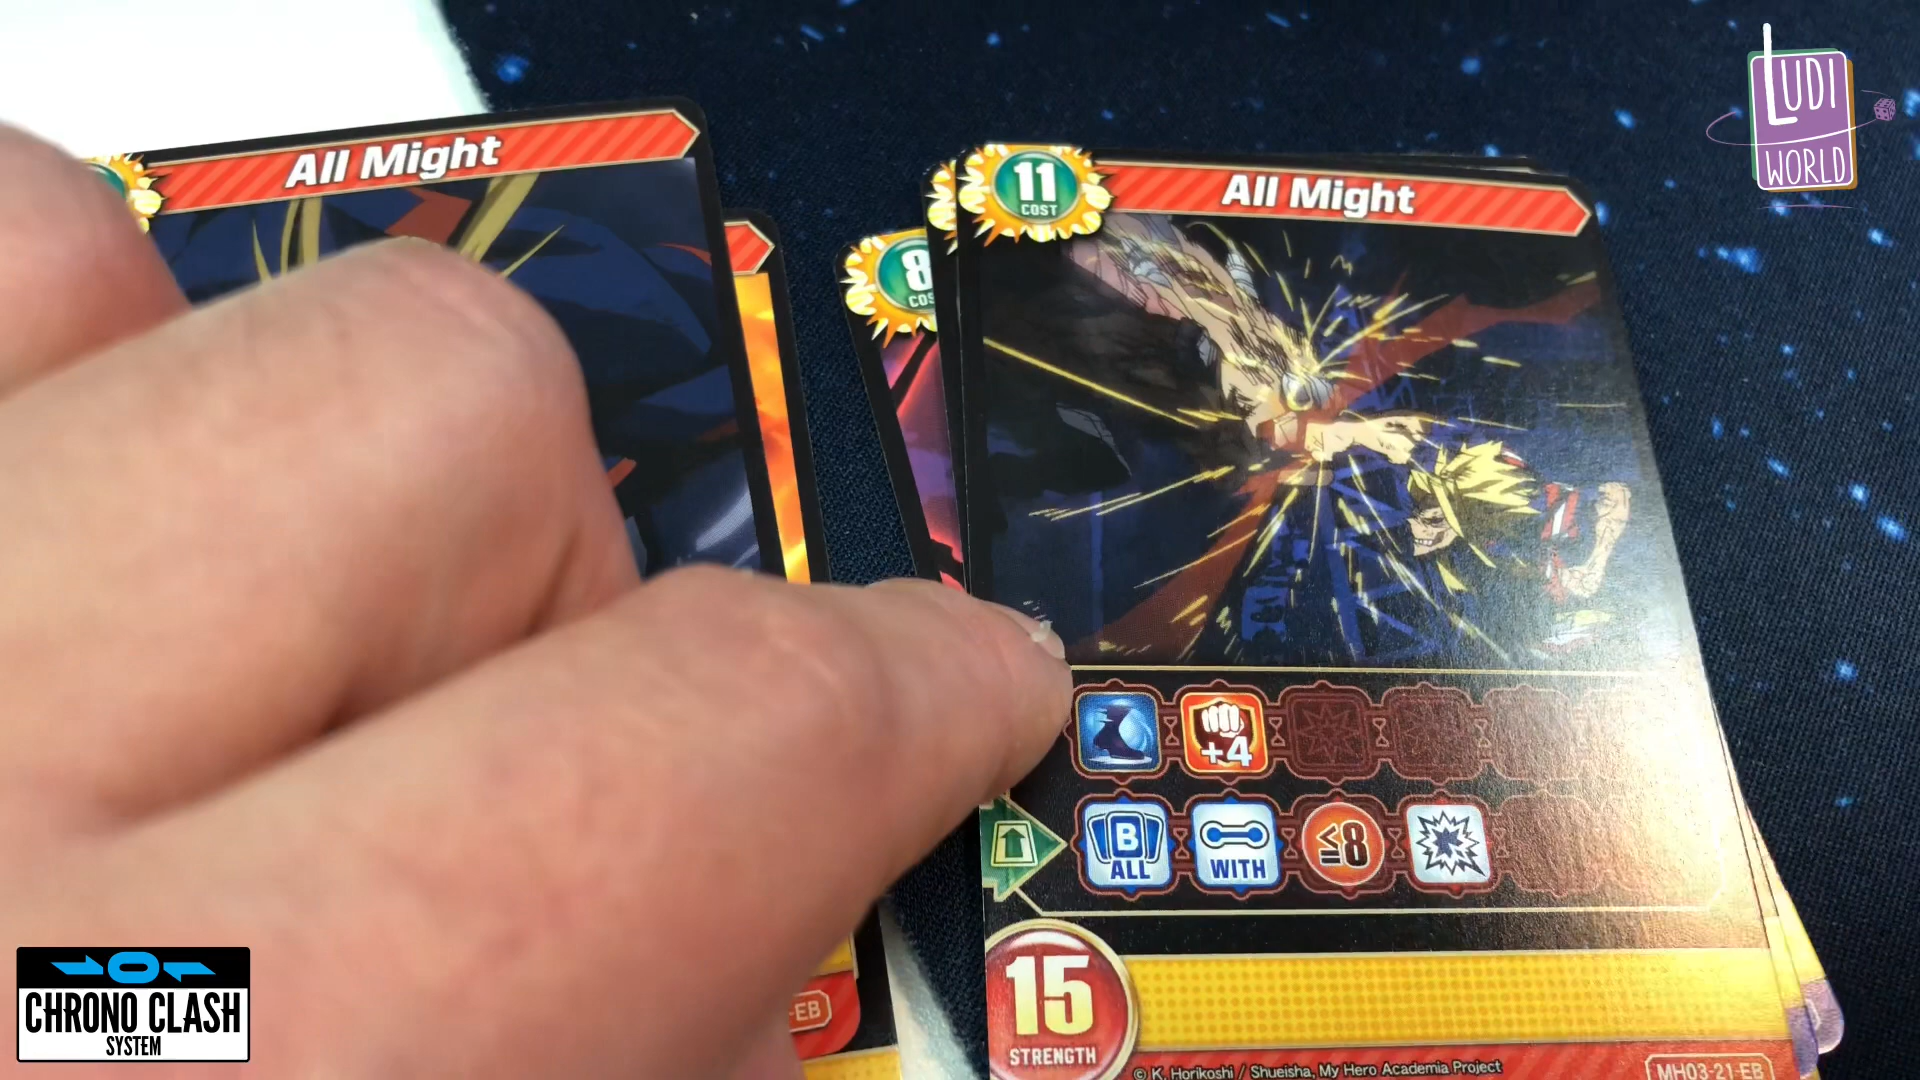 LUDI
WORLD
All Might
11
COST
All Might
8
+4
B
ALL
WITH
≤8
15
STRENGTH
-EB
© K. Horikoshi / Shueisha, My Hero Academia Project
MH03-21-EB
CHRONO CLASH
SYSTEM